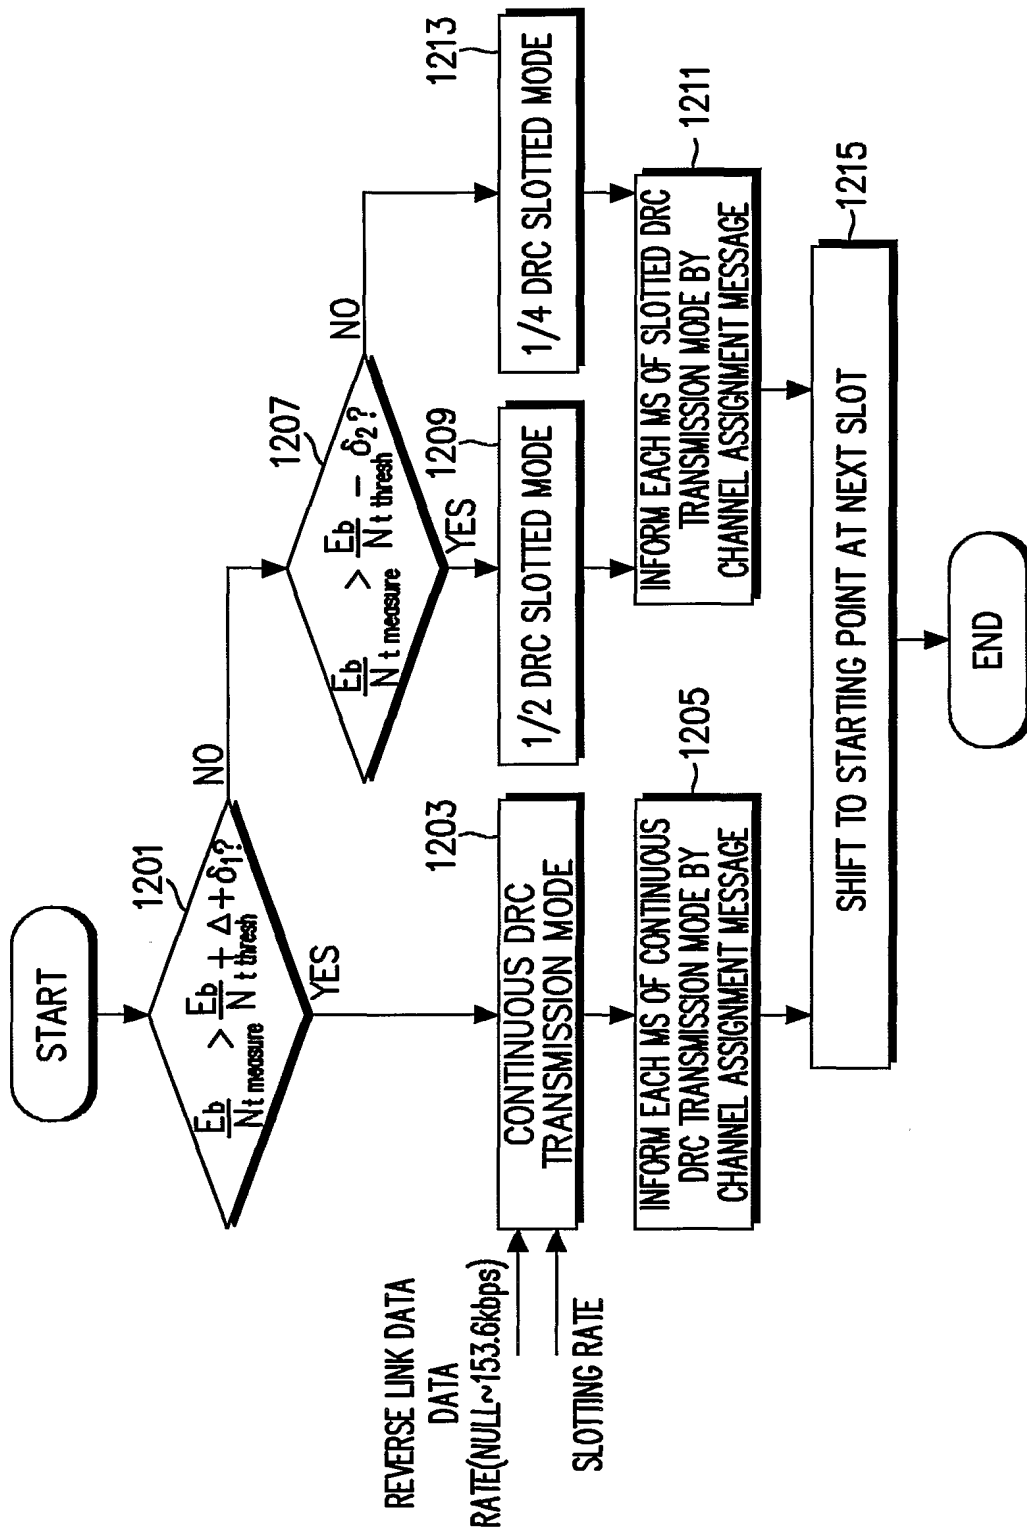 START
1201
Eb/Nt measure > Eb/Nt thresh + Δ + δ1?
NO
YES
1207
Eb/Nt measure > Eb/Nt thresh − δ2?
NO
YES
REVERSE LINK DATA
DATA
RATE(NULL~153.6kbps)
SLOTTING RATE
1203
CONTINUOUS DRC
TRANSMISSION MODE
1209
1/2 DRC SLOTTED MODE
1213
1/4 DRC SLOTTED MODE
1205
INFORM EACH MS OF CONTINUOUS
DRC TRANSMISSION MODE BY
CHANNEL ASSIGNMENT MESSAGE
1211
INFORM EACH MS OF SLOTTED DRC
TRANSMISSION MODE BY
CHANNEL ASSIGNMENT MESSAGE
1215
SHIFT TO STARTING POINT AT NEXT SLOT
END